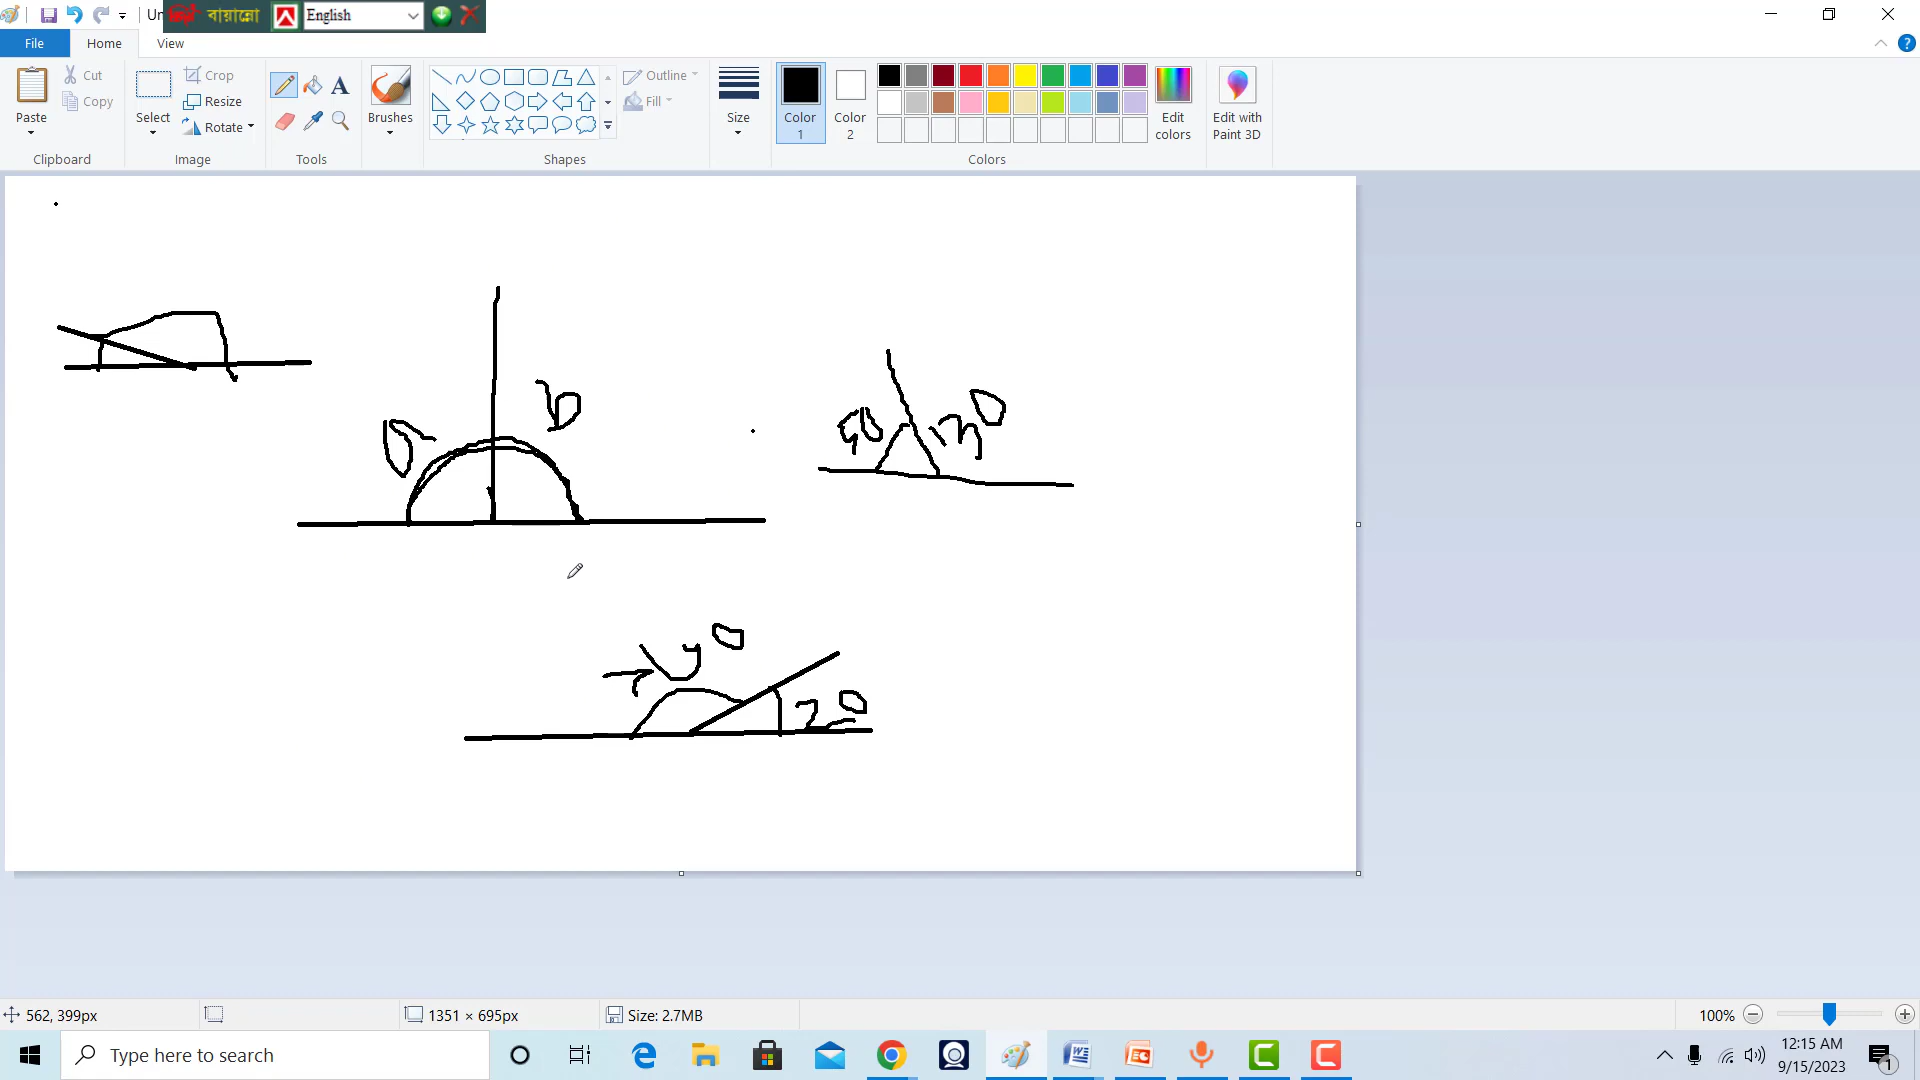 Un
বায়ান্নো
English
File
Home
View
Paste
Cut
Copy
Clipboard
Select
Crop
Resize
Rotate
Image
Tools
Brushes
Shapes
Outline
Fill
Size
Color 1
Color 2
Colors
Edit colors
Edit with Paint 3D
562, 399px
1351 × 695px
Size: 2.7MB
100%
Type here to search
12:15 AM
9/15/2023
1